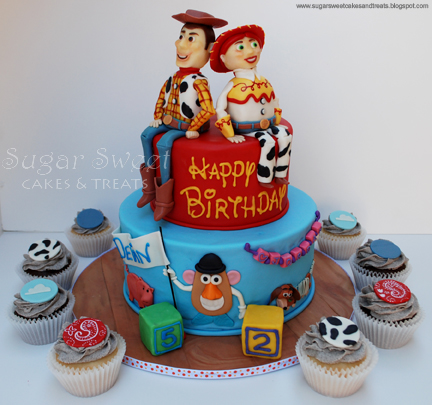 www.sugarsweetcakesandtreats.blogspot.com
Sugar Sweet
CAKES & TREATS
HAPPY
BIRTHDAY
5
2